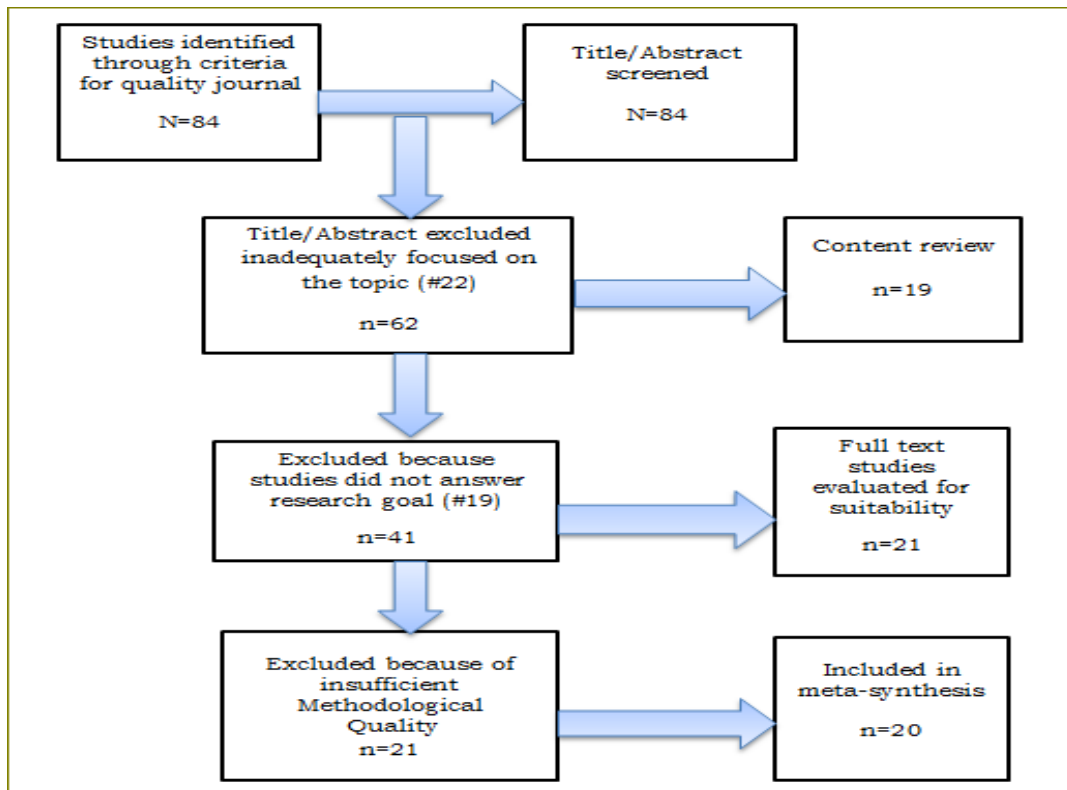 Studies identified
through criteria
for quality journal
N=84
Title/Abstract
screened
N=84
Title/Abstract excluded
inadequately focused on
the topic (#22)
n=62
Content review
n=19
Excluded because
studies did not answer
research goal (#19)
n=41
Full text
studies
evaluated for
suitability
n=21
Excluded because of
insufficient
Methodological
Quality
n=21
Included in
meta-synthesis
n=20